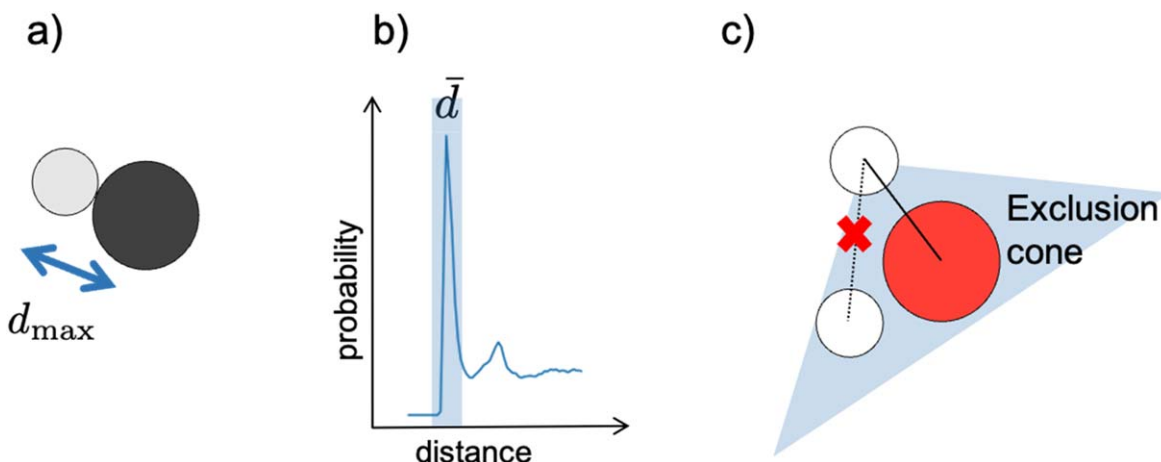 a)
d_max
b)
d̄
probability
distance
c)
Exclusion
cone